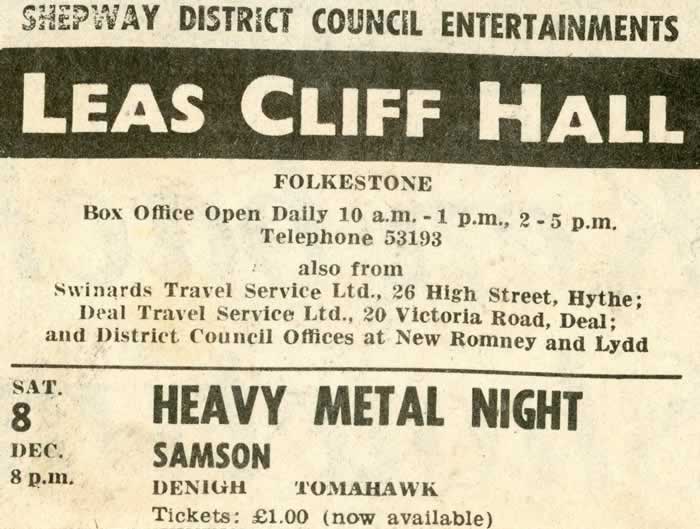 SHEPWAY DISTRICT COUNCIL ENTERTAINMENTS
LEAS CLIFF HALL
FOLKESTONE
Box Office Open Daily 10 a.m. - 1 p.m., 2 - 5 p.m.
Telephone 53193
also from
Swinards Travel Service Ltd., 26 High Street, Hythe;
Deal Travel Service Ltd., 20 Victoria Road, Deal;
and District Council Offices at New Romney and Lydd
SAT.
8
DEC.
8 p.m.
HEAVY METAL NIGHT
SAMSON
DENIGH TOMAHAWK
Tickets: £1.00 (now available)